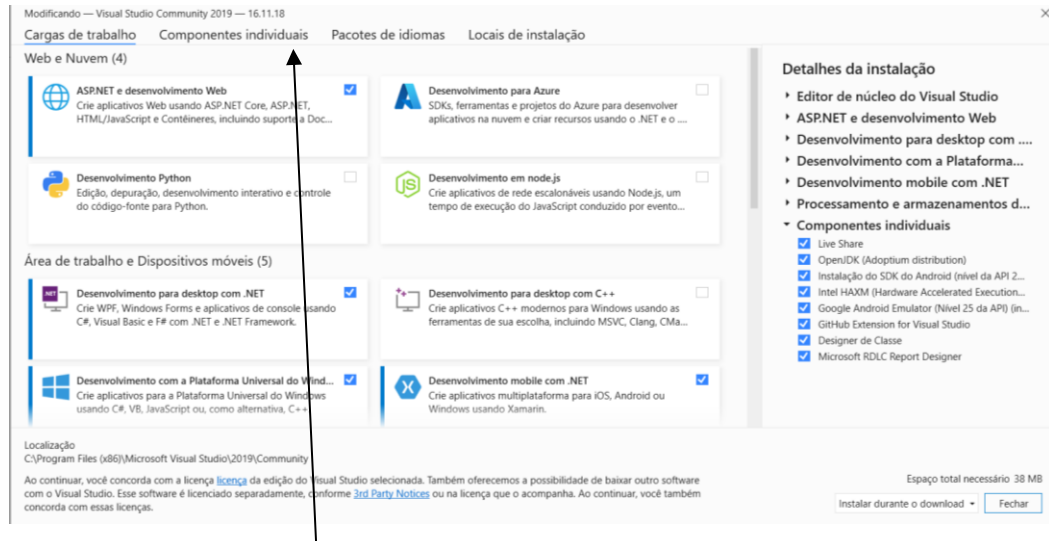 Modificando — Visual Studio Community 2019 — 16.11.18
Cargas de trabalho Componentes individuais Pacotes de idiomas Locais de instalação
Web e Nuvem (4)
ASP.NET e desenvolvimento Web
Crie aplicativos Web usando ASP.NET Core, ASP.NET,
HTML/JavaScript e Contêineres, incluindo suporte a Doc...
Desenvolvimento para Azure
SDKs, ferramentas e projetos do Azure para desenvolver
aplicativos na nuvem e criar recursos usando o .NET e o ....
Desenvolvimento Python
Edição, depuração, desenvolvimento interativo e controle
do código-fonte para Python.
JS
Desenvolvimento em node.js
Crie aplicativos de rede escalonáveis usando Node.js, um
tempo de execução do JavaScript conduzido por evento...
Área de trabalho e Dispositivos móveis (5)
.NET
Desenvolvimento para desktop com .NET
Crie WPF, Windows Forms e aplicativos de console usando
C#, Visual Basic e F# com .NET e .NET Framework.
Desenvolvimento para desktop com C++
Crie aplicativos C++ modernos para Windows usando as
ferramentas de sua escolha, incluindo MSVC, Clang, CMa...
Desenvolvimento com a Plataforma Universal do Wind...
Crie aplicativos para a Plataforma Universal do Windows
usando C#, VB, JavaScript ou, como alternativa, C++
Desenvolvimento mobile com .NET
Crie aplicativos multiplataforma para iOS, Android ou
Windows usando Xamarin.
Detalhes da instalação
Editor de núcleo do Visual Studio
ASP.NET e desenvolvimento Web
Desenvolvimento para desktop com ....
Desenvolvimento com a Plataforma...
Desenvolvimento mobile com .NET
Processamento e armazenamentos d...
Componentes individuais
Live Share
OpenJDK (Adoptium distribution)
Instalação do SDK do Android (nível da API 2...
Intel HAXM (Hardware Accelerated Execution...
Google Android Emulator (Nível 25 da API) (in...
GitHub Extension for Visual Studio
Designer de Classe
Microsoft RDLC Report Designer
Localização
C:\Program Files (x86)\Microsoft Visual Studio\2019\Community
Ao continuar, você concorda com a licença licença da edição do Visual Studio selecionada. Também oferecemos a possibilidade de baixar outro software
com o Visual Studio. Esse software é licenciado separadamente, conforme 3rd Party Notices ou na licença que o acompanha. Ao continuar, você também
concorda com essas licenças.
Espaço total necessário 38 MB
Instalar durante o download
Fechar